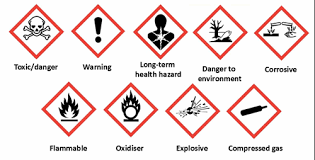 Toxic/danger
Warning
Long-term
health hazard
Danger to
environment
Corrosive
Flammable
Oxidiser
Explosive
Compressed gas